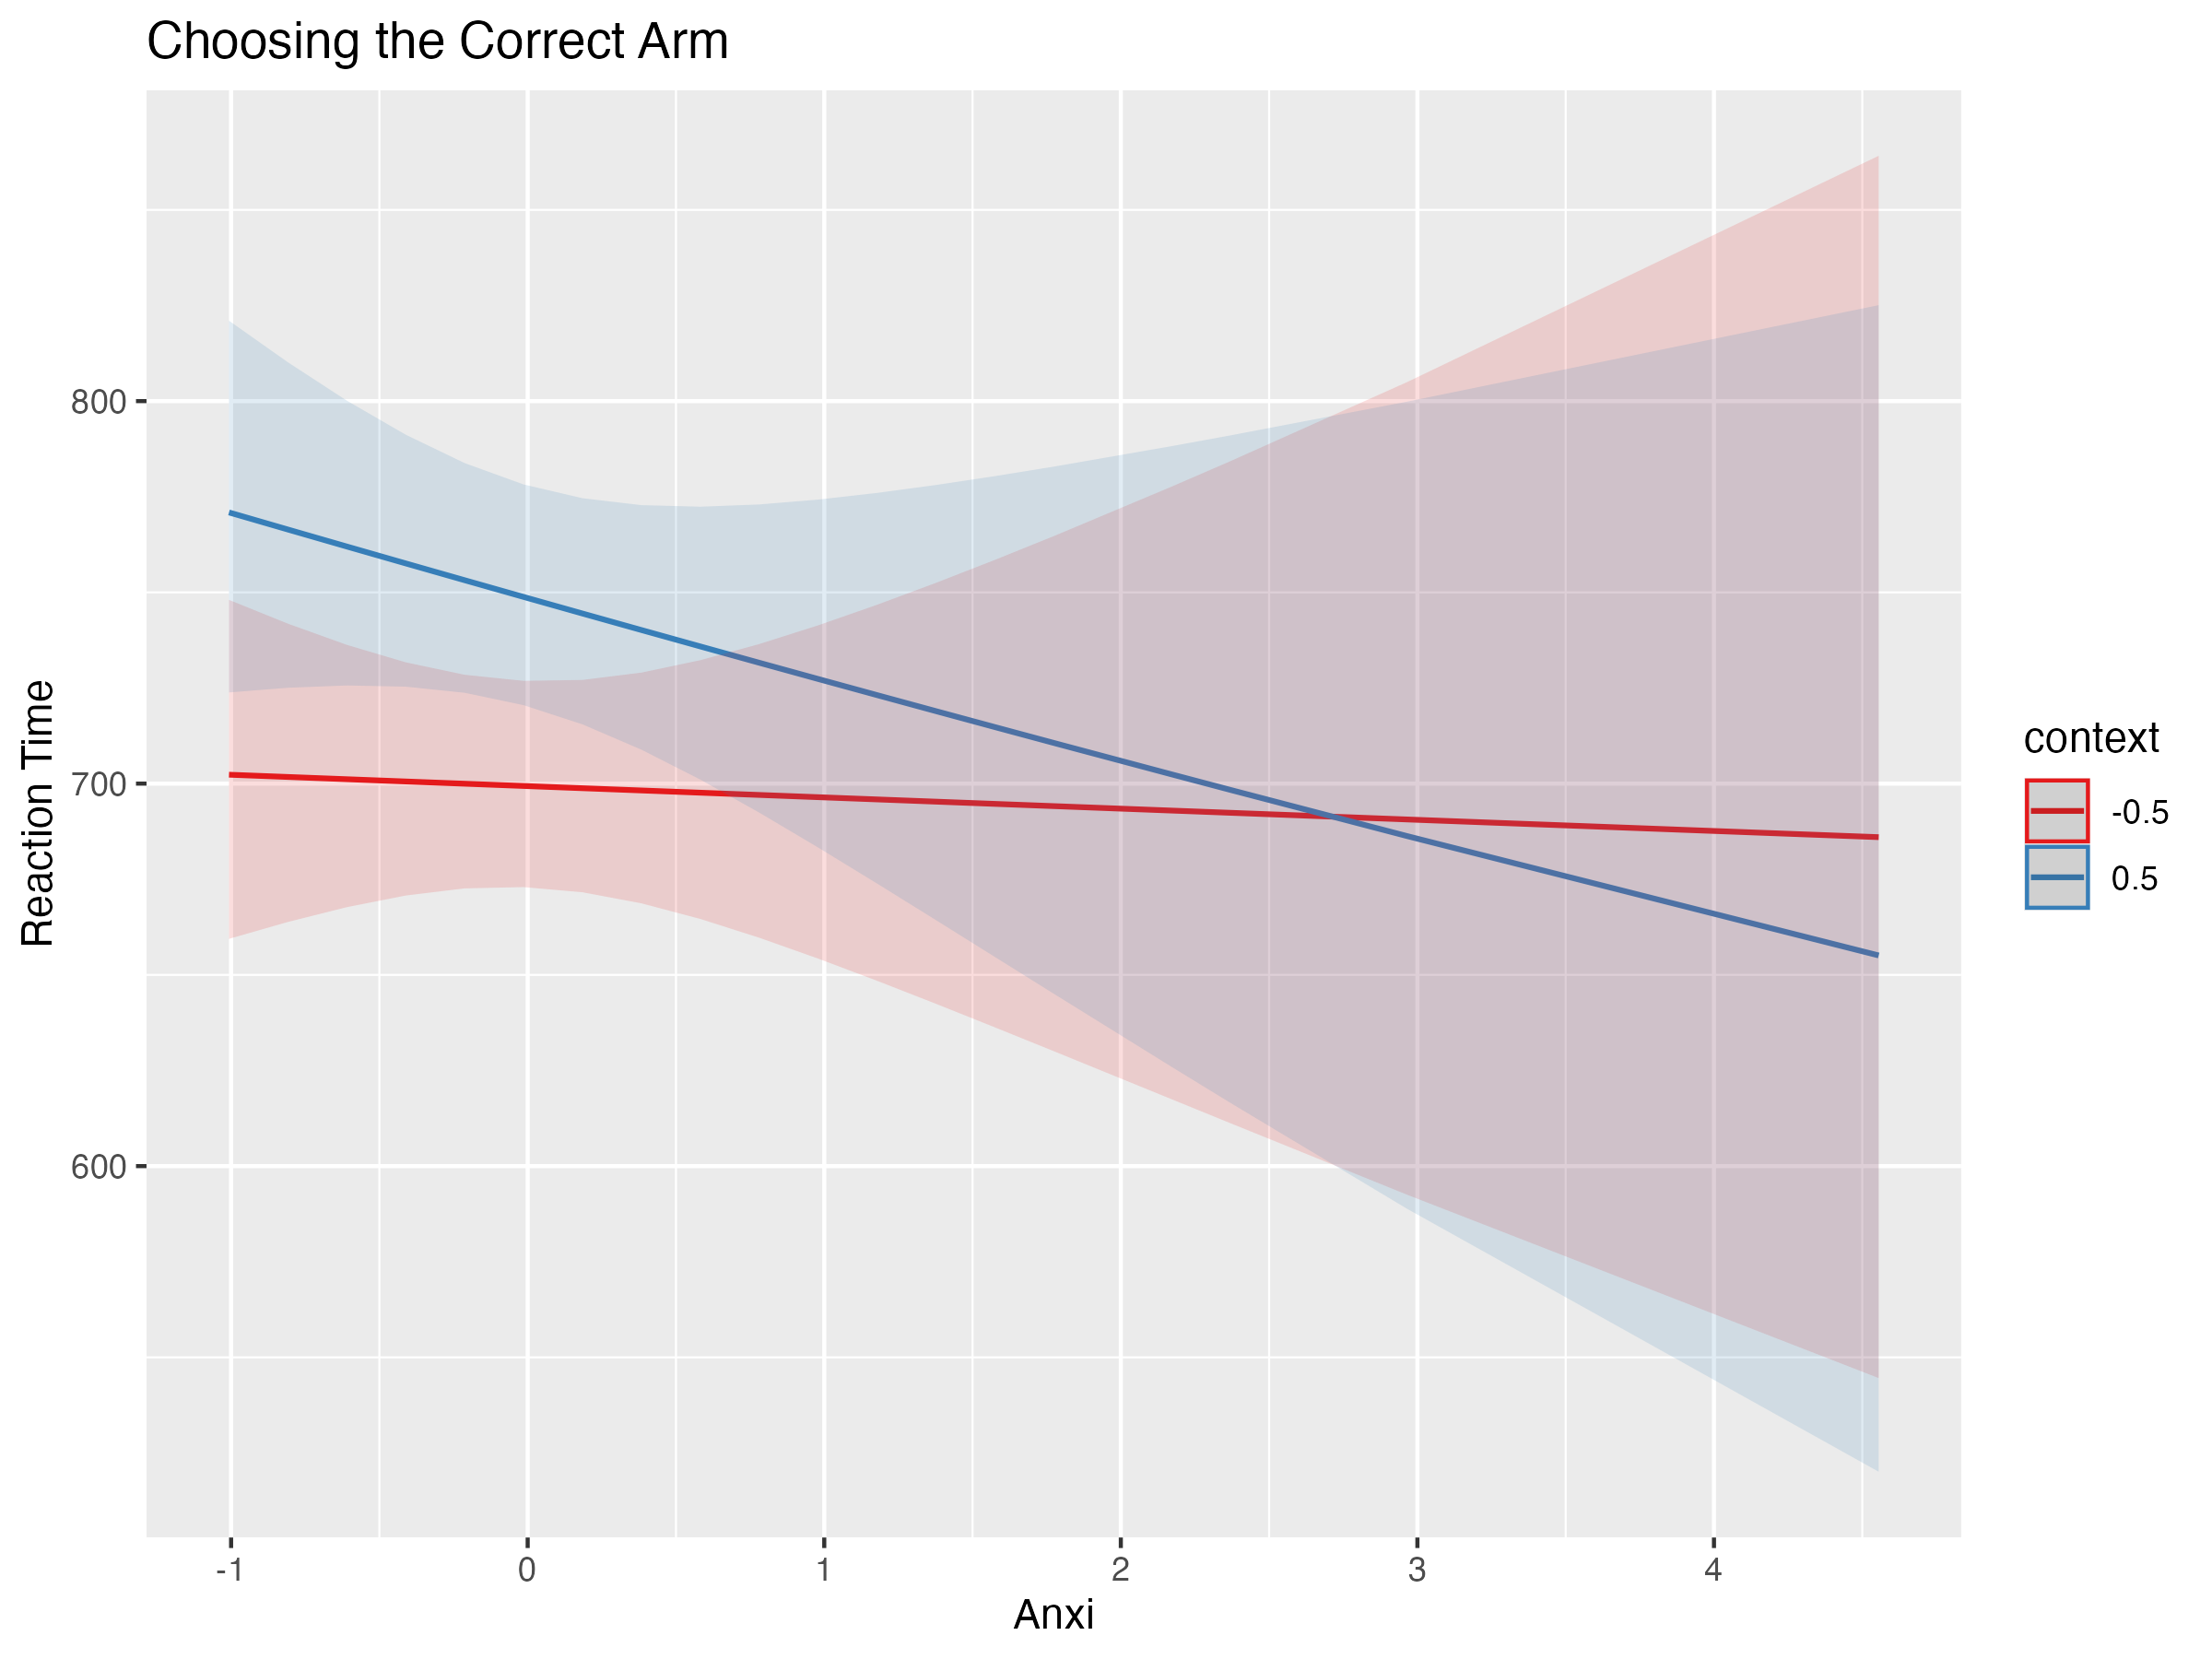 Choosing the Correct Arm
Reaction Time
800
700
600
-1 0 1 2 3 4
Anxi
context
-0.5
0.5